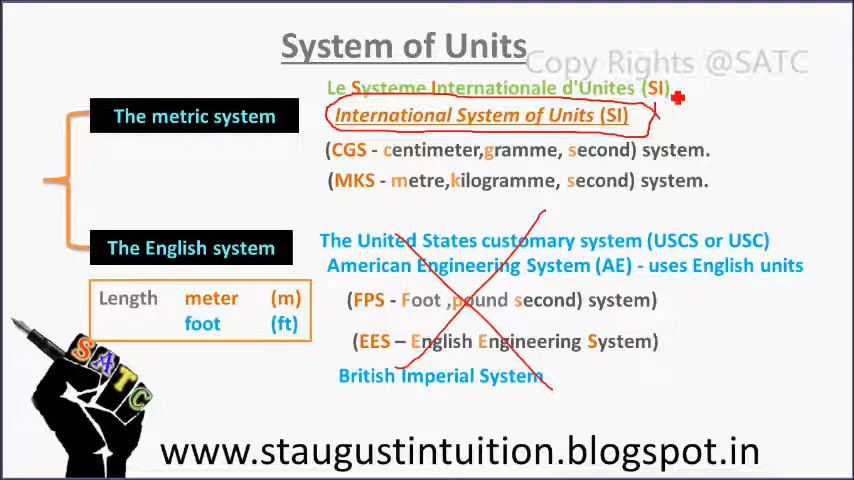 System of Units
Copy Rights @SATC
Le Systeme Internationale d'Unites (SI)
The metric system
International System of Units (SI)
(CGS - centimeter,gramme, second) system.
(MKS - metre,kilogramme, second) system.
The English system
The United States customary system (USCS or USC)
American Engineering System (AE) - uses English units
Length meter (m)
foot (ft)
(FPS - Foot ,pound second) system)
(EES – English Engineering System)
British Imperial System
SATC
www.staugustintuition.blogspot.in